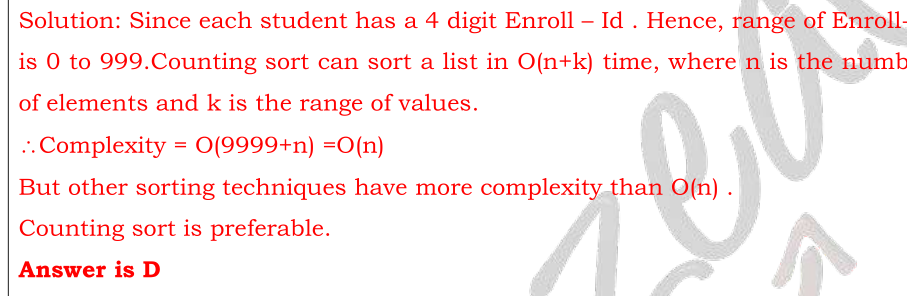 Solution: Since each student has a 4 digit Enroll – Id . Hence, range of Enroll-
is 0 to 999.Counting sort can sort a list in O(n+k) time, where n is the numb
of elements and k is the range of values.
∴Complexity = O(9999+n) =O(n)
But other sorting techniques have more complexity than O(n) .
Counting sort is preferable.
Answer is D